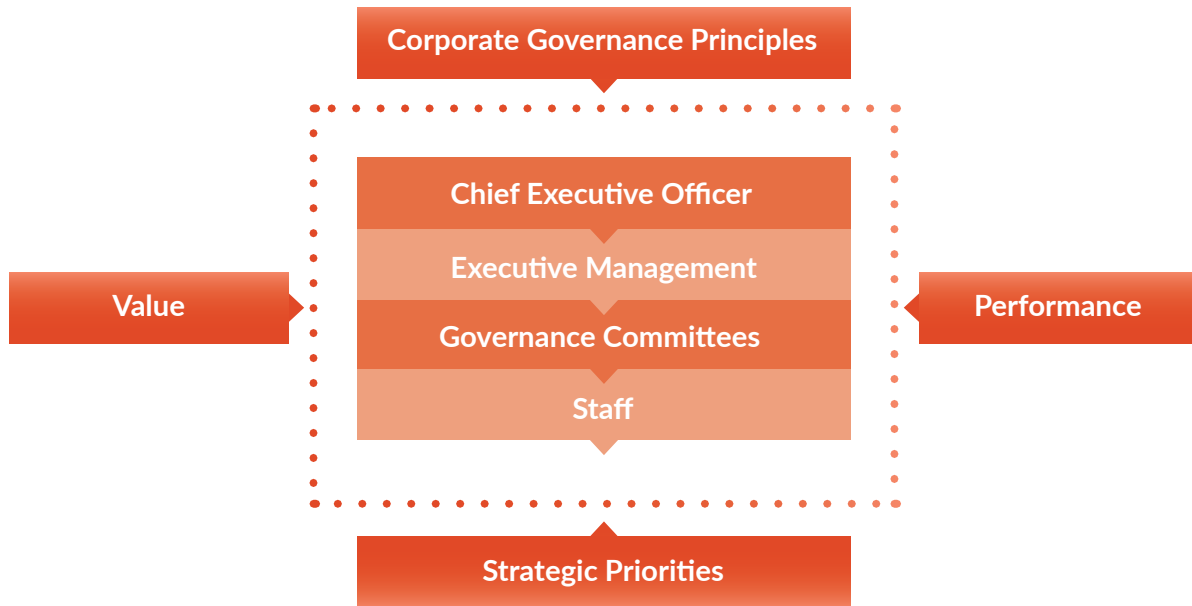 Corporate Governance Principles
Chief Executive Officer
Executive Management
Value
Performance
Governance Committees
Staff
Strategic Priorities